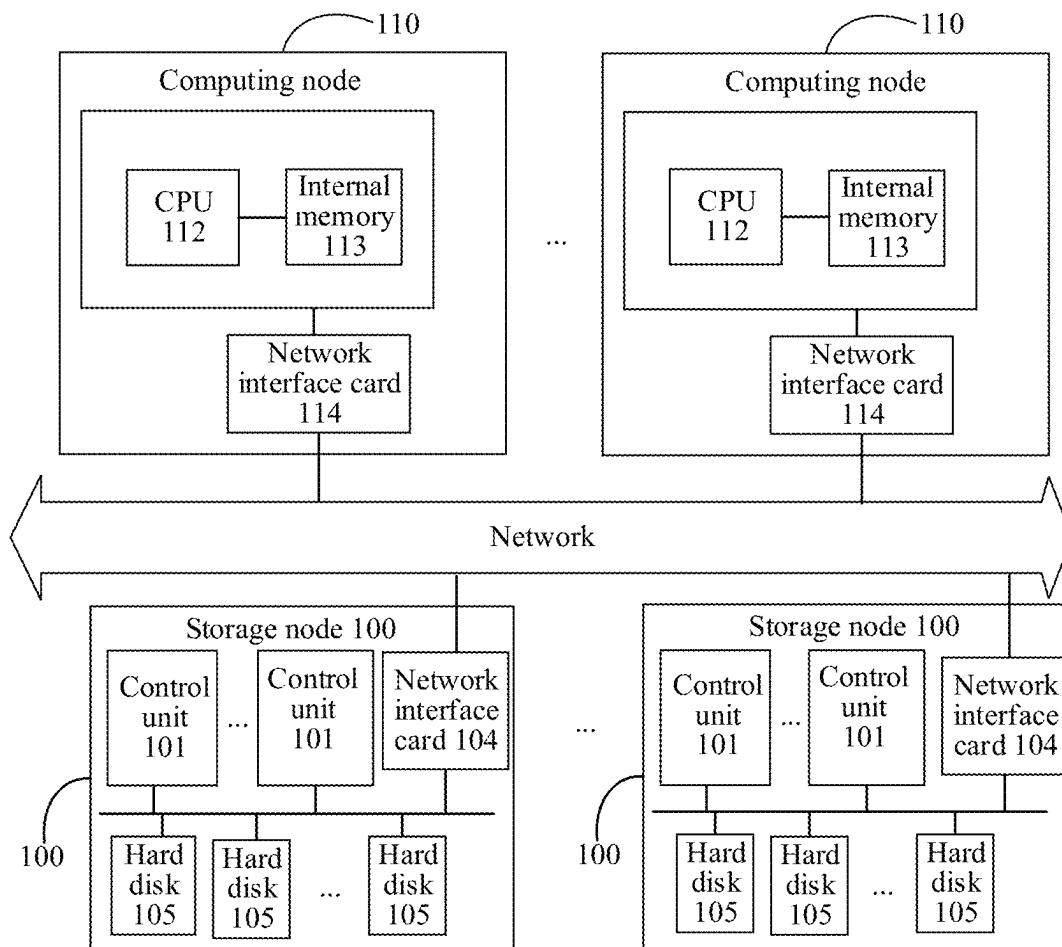 110
Computing node
CPU
112
Internal
memory
113
Network
interface card
114
...
110
Computing node
CPU
112
Internal
memory
113
Network
interface card
114
Network
Storage node 100
Control
unit
101
...
Control
unit
101
Network
interface
card 104
100
Hard
disk
105
Hard
disk
105
...
Hard
disk
105
...
Storage node 100
Control
unit
101
...
Control
unit
101
Network
interface
card 104
100
Hard
disk
105
Hard
disk
105
...
Hard
disk
105